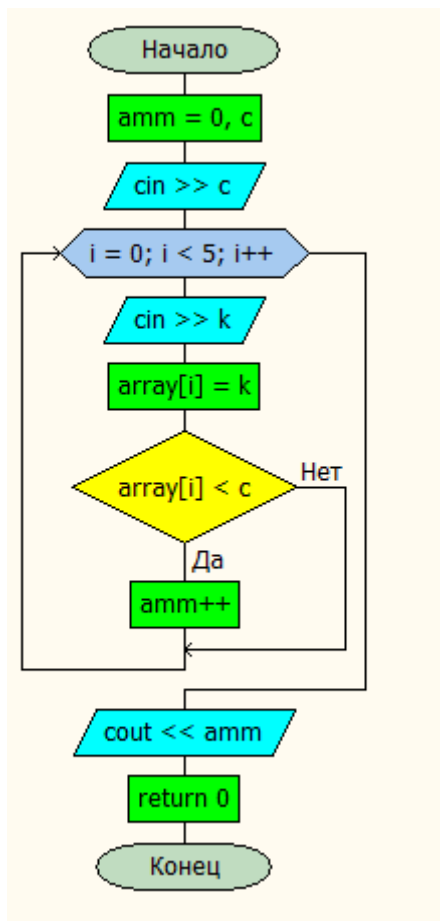 Начало
amm = 0, c
cin >> c
i = 0; i < 5; i++
cin >> k
array[i] = k
array[i] < c
Нет
Да
amm++
cout << amm
return 0
Конец